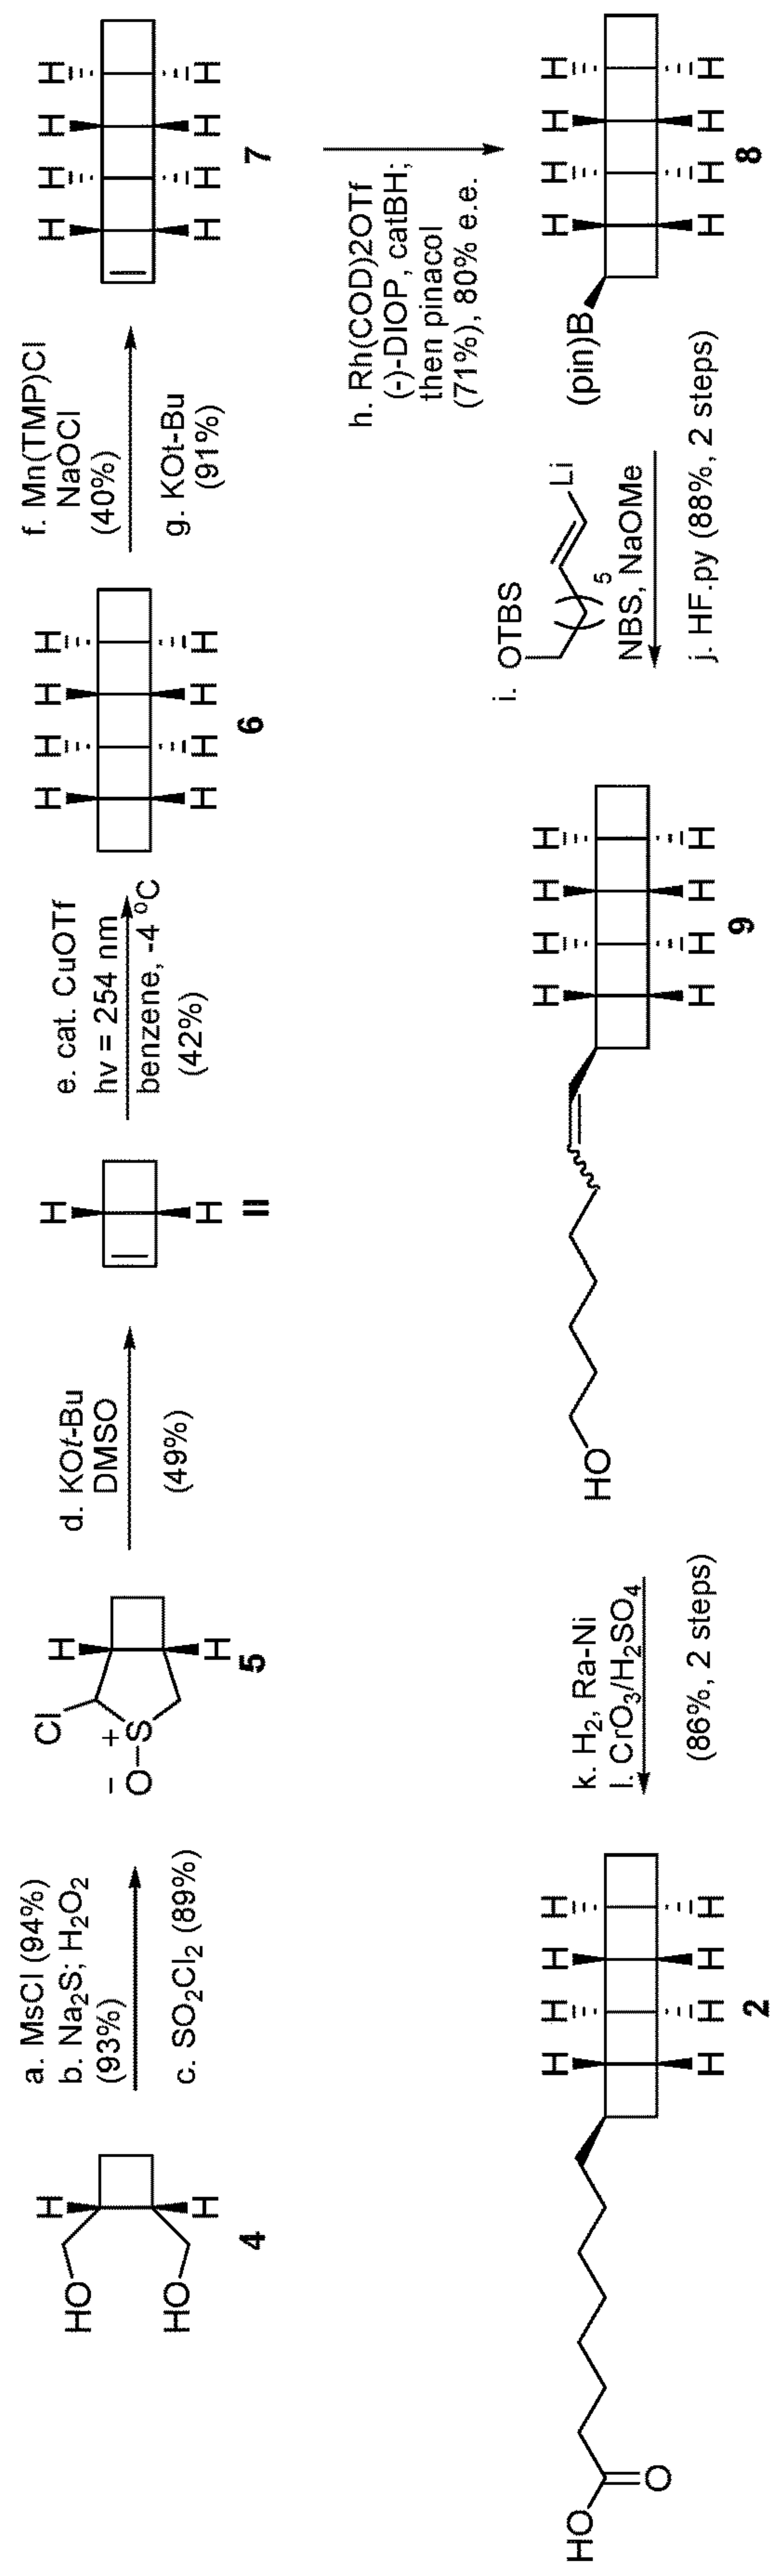 HO
HO
H
H
4
a. MsCl (94%)
b. Na₂S; H₂O₂
(93%)
c. SO₂Cl₂ (89%)
Cl
− O
+ S
H
H
5
d. KOt-Bu
DMSO
(49%)
H
H
II
e. cat. CuOTf
hv = 254 nm
benzene, -4 °C
(42%)
H H H H
H H H H
6
f. Mn(TMP)Cl
NaOCl
(40%)
g. KOt-Bu
(91%)
H H H H
H H H H
7
h. Rh(COD)2OTf
(-)-DIOP, catBH;
then pinacol
(71%), 80% e.e.
(pin)B
H H H H
H H H H
8
i. OTBS
Li
5
NBS, NaOMe
j. HF.py (88%, 2 steps)
HO
H H H H
H H H H
9
k. H₂, Ra-Ni
l. CrO₃/H₂SO₄
(86%, 2 steps)
HO
O
H H H H
H H H H
2